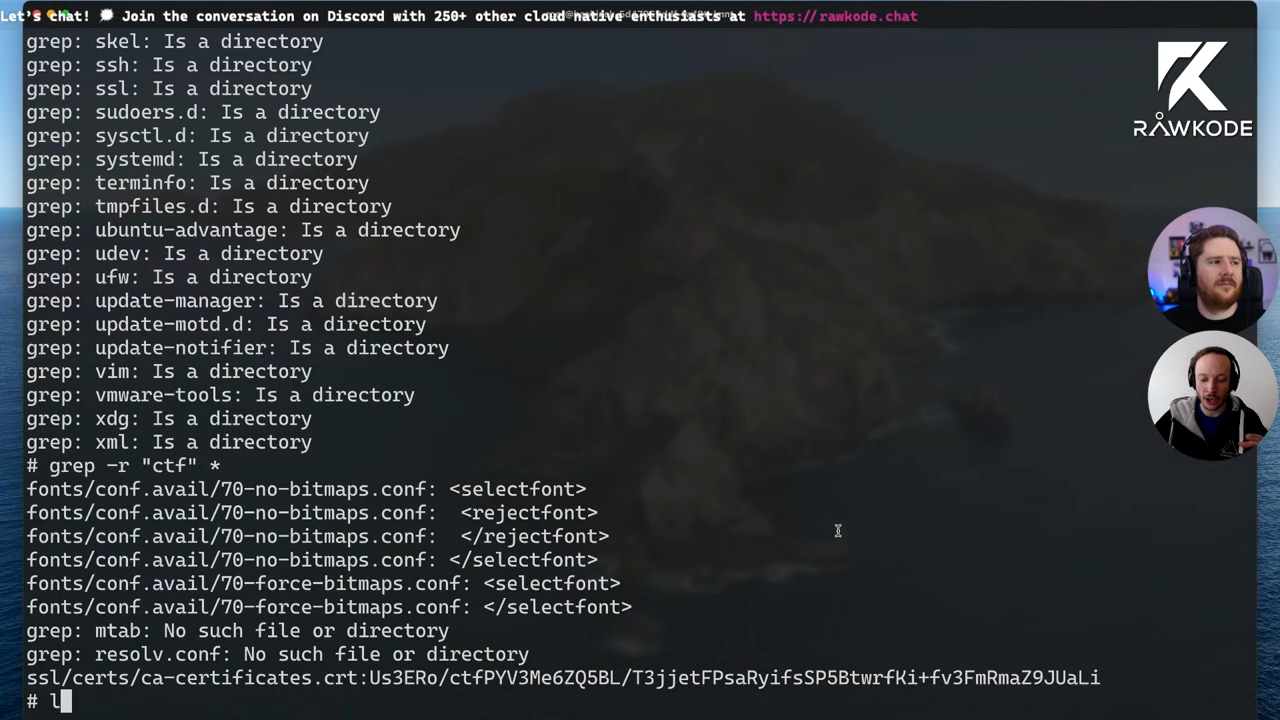 Let's chat! 💬 Join the conversation on Discord with 250+ other cloud native enthusiasts at https://rawkode.chat
grep: skel: Is a directory
grep: ssh: Is a directory
grep: ssl: Is a directory
grep: sudoers.d: Is a directory
grep: sysctl.d: Is a directory
grep: systemd: Is a directory
grep: terminfo: Is a directory
grep: tmpfiles.d: Is a directory
grep: ubuntu-advantage: Is a directory
grep: udev: Is a directory
grep: ufw: Is a directory
grep: update-manager: Is a directory
grep: update-motd.d: Is a directory
grep: update-notifier: Is a directory
grep: vim: Is a directory
grep: vmware-tools: Is a directory
grep: xdg: Is a directory
grep: xml: Is a directory
# grep -r "ctf" *
fonts/conf.avail/70-no-bitmaps.conf: <selectfont>
fonts/conf.avail/70-no-bitmaps.conf:  <rejectfont>
fonts/conf.avail/70-no-bitmaps.conf:  </rejectfont>
fonts/conf.avail/70-no-bitmaps.conf: </selectfont>
fonts/conf.avail/70-force-bitmaps.conf: <selectfont>
fonts/conf.avail/70-force-bitmaps.conf: </selectfont>
grep: mtab: No such file or directory
grep: resolv.conf: No such file or directory
ssl/certs/ca-certificates.crt:Us3ERo/ctfPYV3Me6ZQ5BL/T3jjetFPsaRyifsSP5BtwrfKi+fv3FmRmaZ9JUaLi
# l
RAWKODE